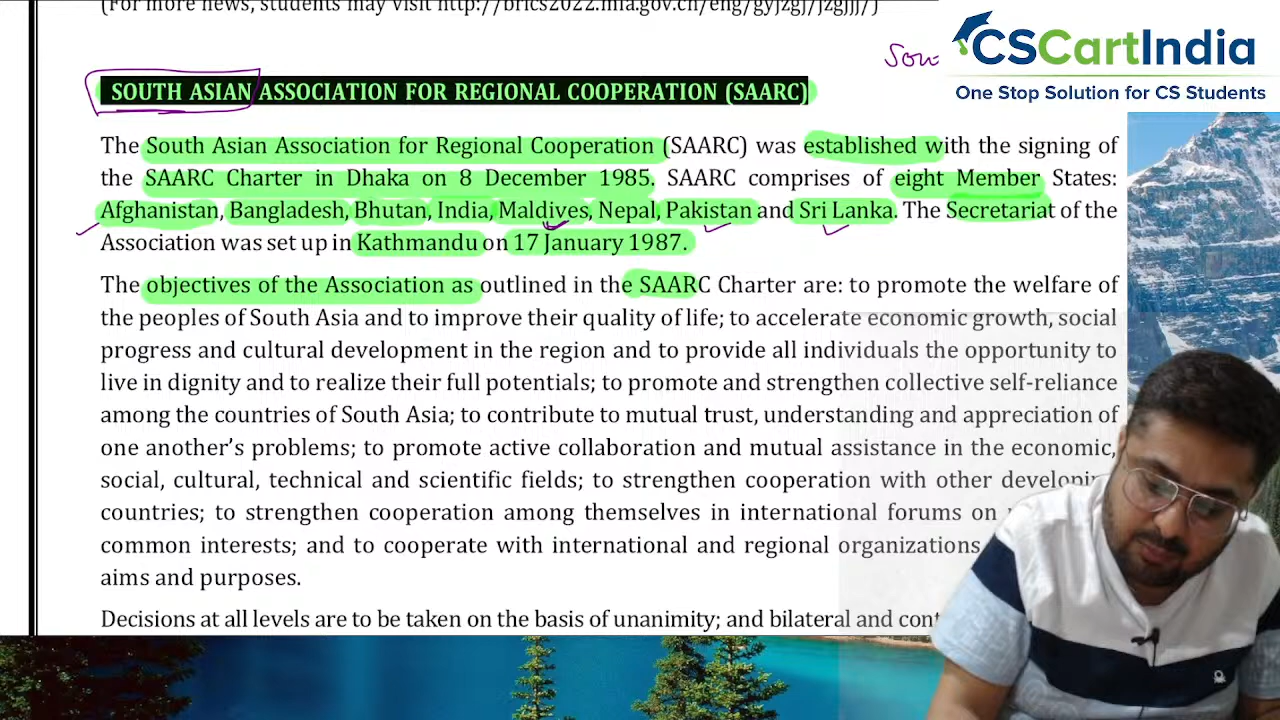 (For more news, students may visit http://brics2022.mfa.gov.cn/eng/gyjzgj/jzgjjj/)
CSCartIndia
One Stop Solution for CS Students
SOUTH ASIAN ASSOCIATION FOR REGIONAL COOPERATION (SAARC)
The South Asian Association for Regional Cooperation (SAARC) was established with the signing of
the SAARC Charter in Dhaka on 8 December 1985. SAARC comprises of eight Member States:
Afghanistan, Bangladesh, Bhutan, India, Maldives, Nepal, Pakistan and Sri Lanka. The Secretariat of the
Association was set up in Kathmandu on 17 January 1987.
The objectives of the Association as outlined in the SAARC Charter are: to promote the welfare of
the peoples of South Asia and to improve their quality of life; to accelerate economic growth, social
progress and cultural development in the region and to provide all individuals the opportunity to
live in dignity and to realize their full potentials; to promote and strengthen collective self-reliance
among the countries of South Asia; to contribute to mutual trust, understanding and appreciation of
one another's problems; to promote active collaboration and mutual assistance in the economic,
social, cultural, technical and scientific fields; to strengthen cooperation with other developin
countries; to strengthen cooperation among themselves in international forums on
common interests; and to cooperate with international and regional organizations
aims and purposes.
Decisions at all levels are to be taken on the basis of unanimity; and bilateral and cont